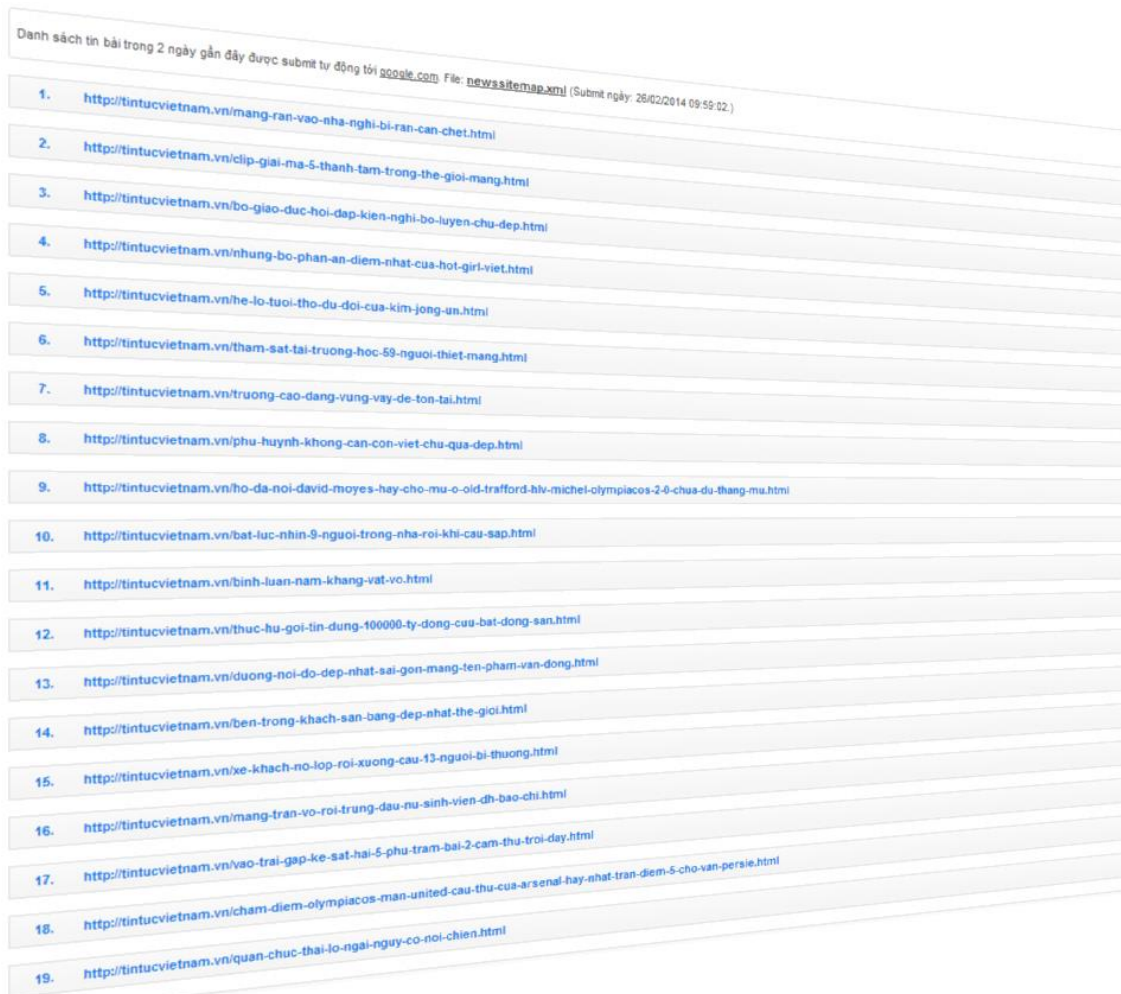 Danh sách tin bài trong 2 ngày gần đây được submit tự động tới google.com. File: newssitemap.xml (Submit ngày: 26/02/2014 09:59:02.)
1. http://tintucvietnam.vn/mang-ran-vao-nha-nghi-bi-ran-can-chet.html
2. http://tintucvietnam.vn/clip-giai-ma-5-thanh-tam-trong-the-gioi-mang.html
3. http://tintucvietnam.vn/bo-giao-duc-hoi-dap-kien-nghi-bo-luyen-chu-dep.html
4. http://tintucvietnam.vn/nhung-bo-phan-an-diem-nhat-cua-hot-girl-viet.html
5. http://tintucvietnam.vn/he-lo-tuoi-tho-du-doi-cua-kim-jong-un.html
6. http://tintucvietnam.vn/tham-sat-tai-truong-hoc-59-nguoi-thiet-mang.html
7. http://tintucvietnam.vn/truong-cao-dang-vung-vay-de-ton-tai.html
8. http://tintucvietnam.vn/phu-huynh-khong-can-con-viet-chu-qua-dep.html
9. http://tintucvietnam.vn/ho-da-noi-david-moyes-hay-cho-mu-o-old-trafford-hlv-michel-olympiacos-2-0-chua-du-thang-mu.html
10. http://tintucvietnam.vn/bat-luc-nhin-9-nguoi-trong-nha-roi-khi-cau-sap.html
11. http://tintucvietnam.vn/binh-luan-nam-khang-vat-vo.html
12. http://tintucvietnam.vn/thuc-hu-goi-tin-dung-100000-ty-dong-cuu-bat-dong-san.html
13. http://tintucvietnam.vn/duong-noi-do-dep-nhat-sai-gon-mang-ten-pham-van-dong.html
14. http://tintucvietnam.vn/ben-trong-khach-san-bang-dep-nhat-the-gioi.html
15. http://tintucvietnam.vn/xe-khach-no-lop-roi-xuong-cau-13-nguoi-bi-thuong.html
16. http://tintucvietnam.vn/mang-tran-vo-roi-trung-dau-nu-sinh-vien-dh-bao-chi.html
17. http://tintucvietnam.vn/vao-trai-gap-ke-sat-hai-5-phu-tram-bai-2-cam-thu-troi-day.html
18. http://tintucvietnam.vn/cham-diem-olympiacos-man-united-cau-thu-cua-arsenal-hay-nhat-tran-diem-5-cho-van-persie.html
19. http://tintucvietnam.vn/quan-chuc-thai-lo-ngai-nguy-co-noi-chien.html